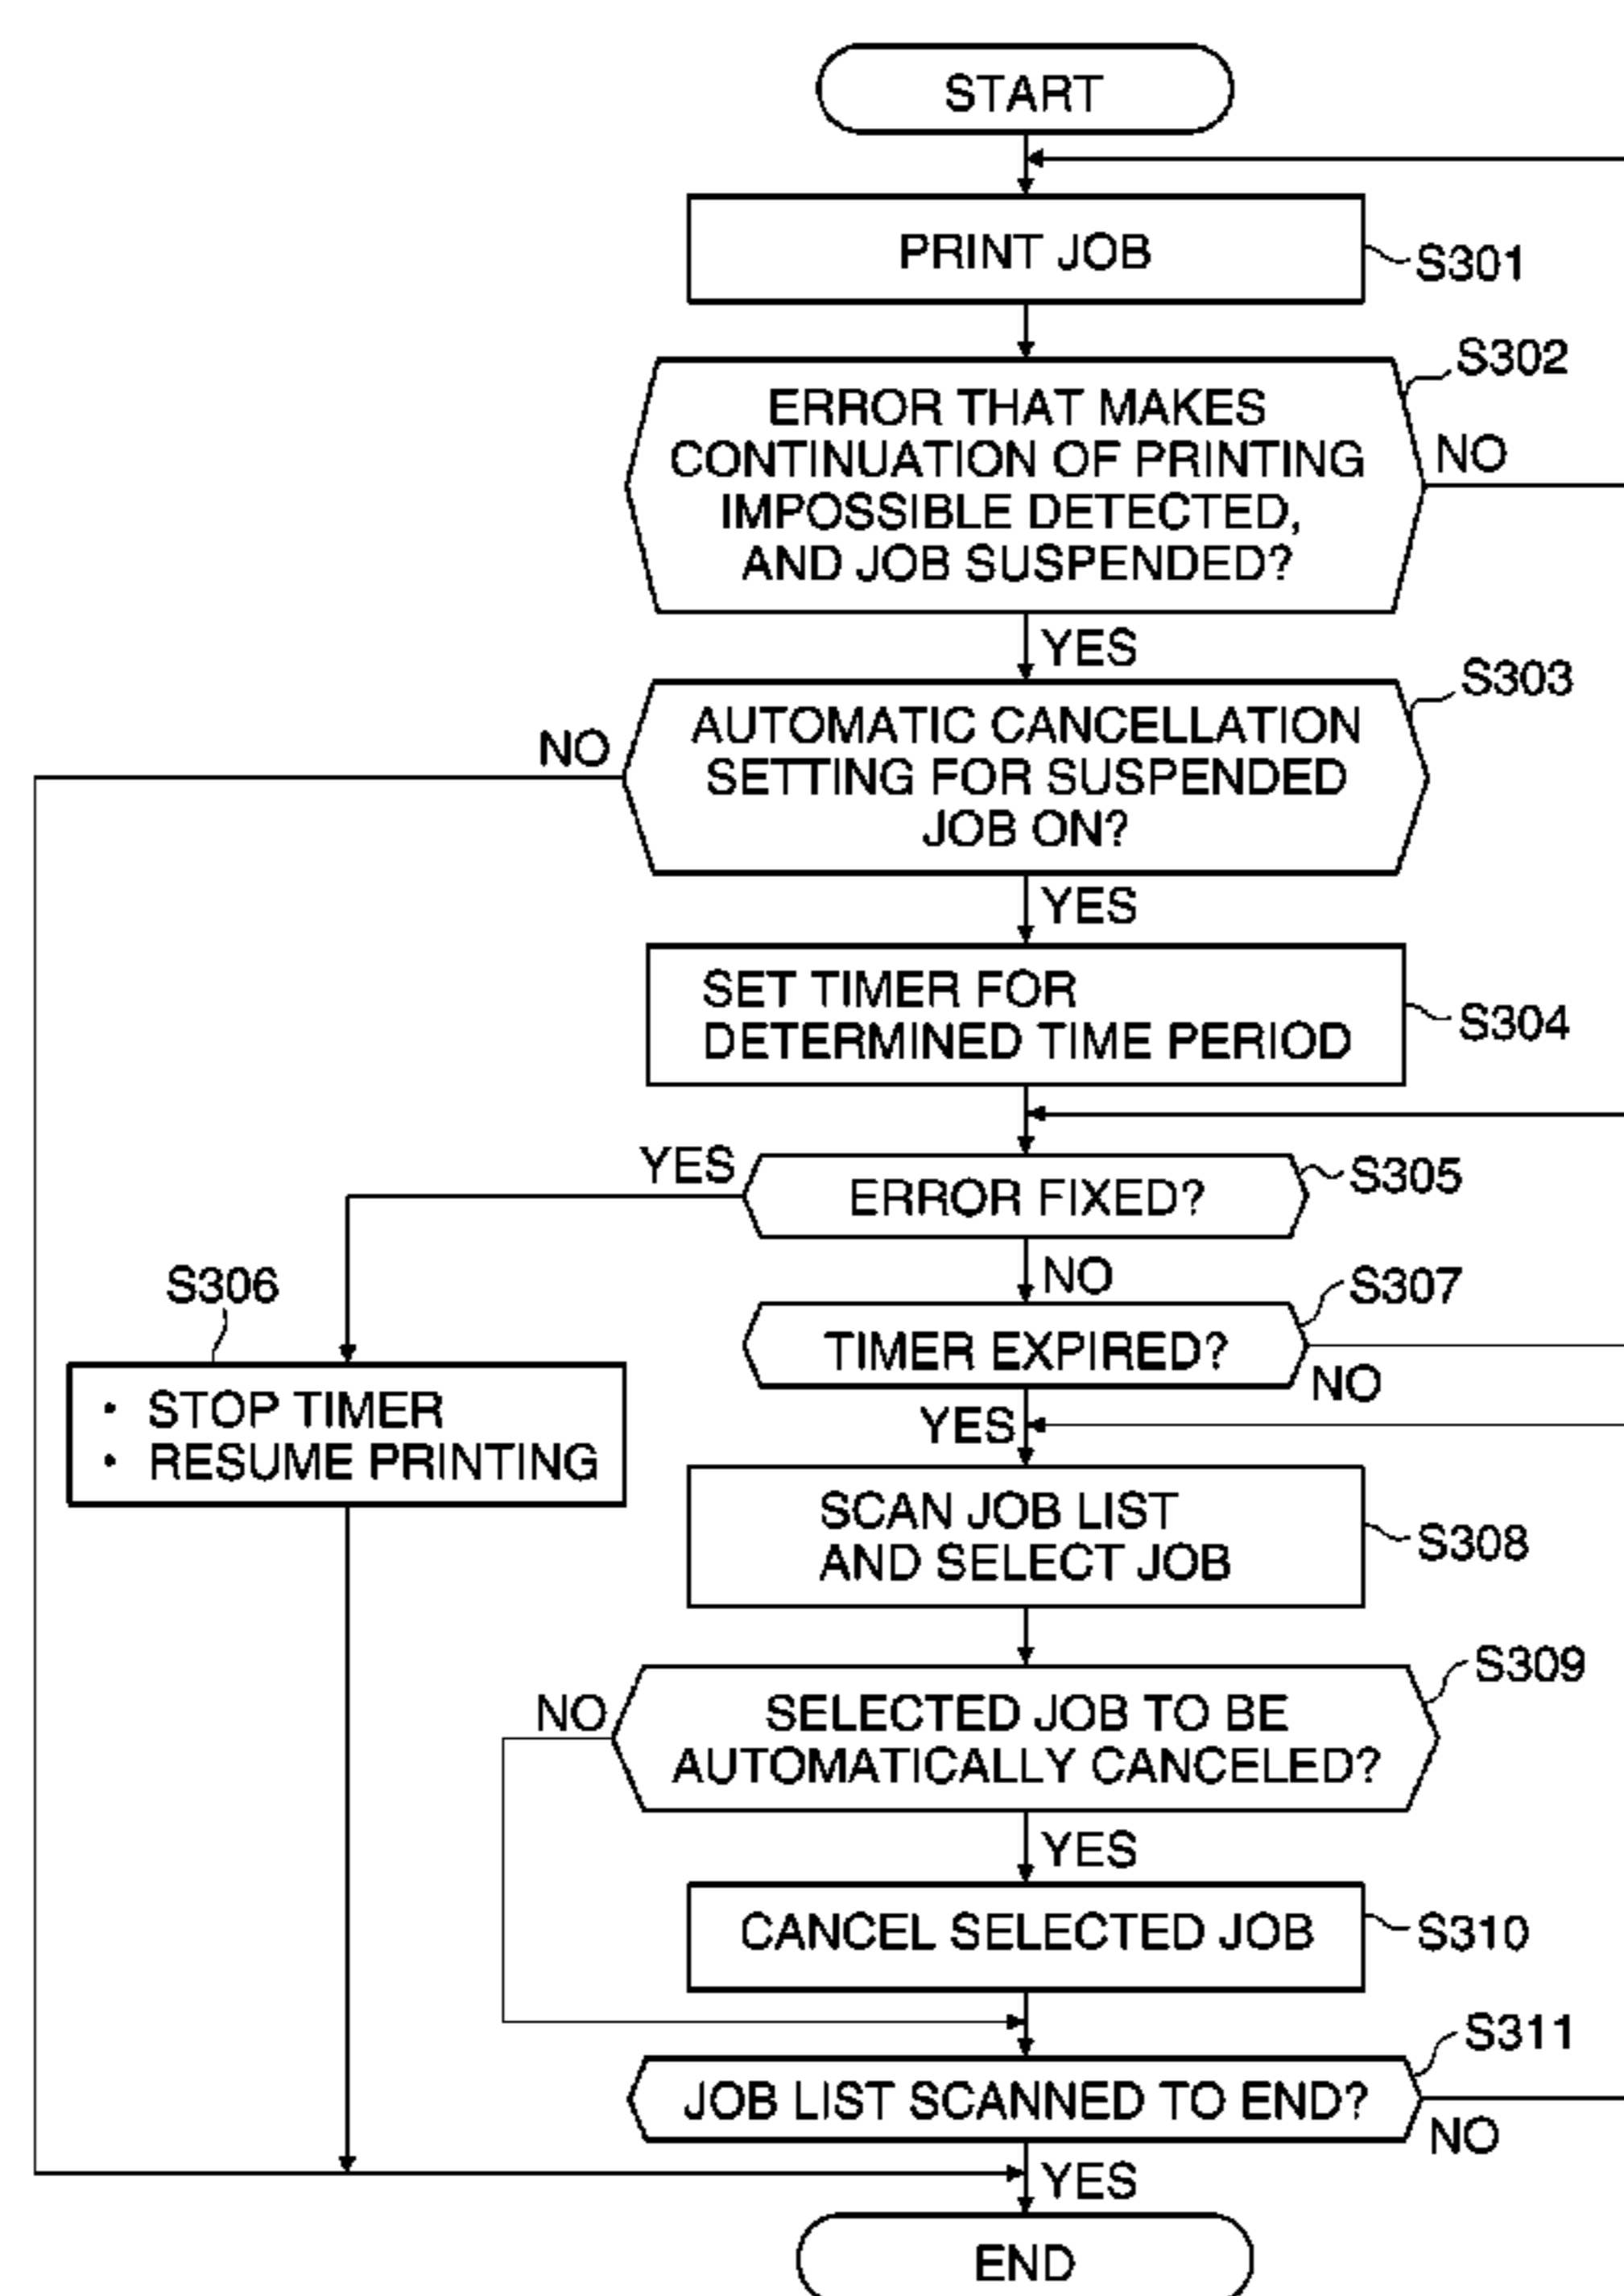 START
PRINT JOB
S301
S302
ERROR THAT MAKES
CONTINUATION OF PRINTING
IMPOSSIBLE DETECTED,
AND JOB SUSPENDED?
NO
YES
S303
AUTOMATIC CANCELLATION
SETTING FOR SUSPENDED
JOB ON?
NO
YES
SET TIMER FOR
DETERMINED TIME PERIOD
S304
YES
ERROR FIXED?
S305
NO
S306
• STOP TIMER
• RESUME PRINTING
S307
TIMER EXPIRED?
NO
YES
SCAN JOB LIST
AND SELECT JOB
S308
S309
NO
SELECTED JOB TO BE
AUTOMATICALLY CANCELED?
YES
CANCEL SELECTED JOB
S310
S311
JOB LIST SCANNED TO END?
NO
YES
END